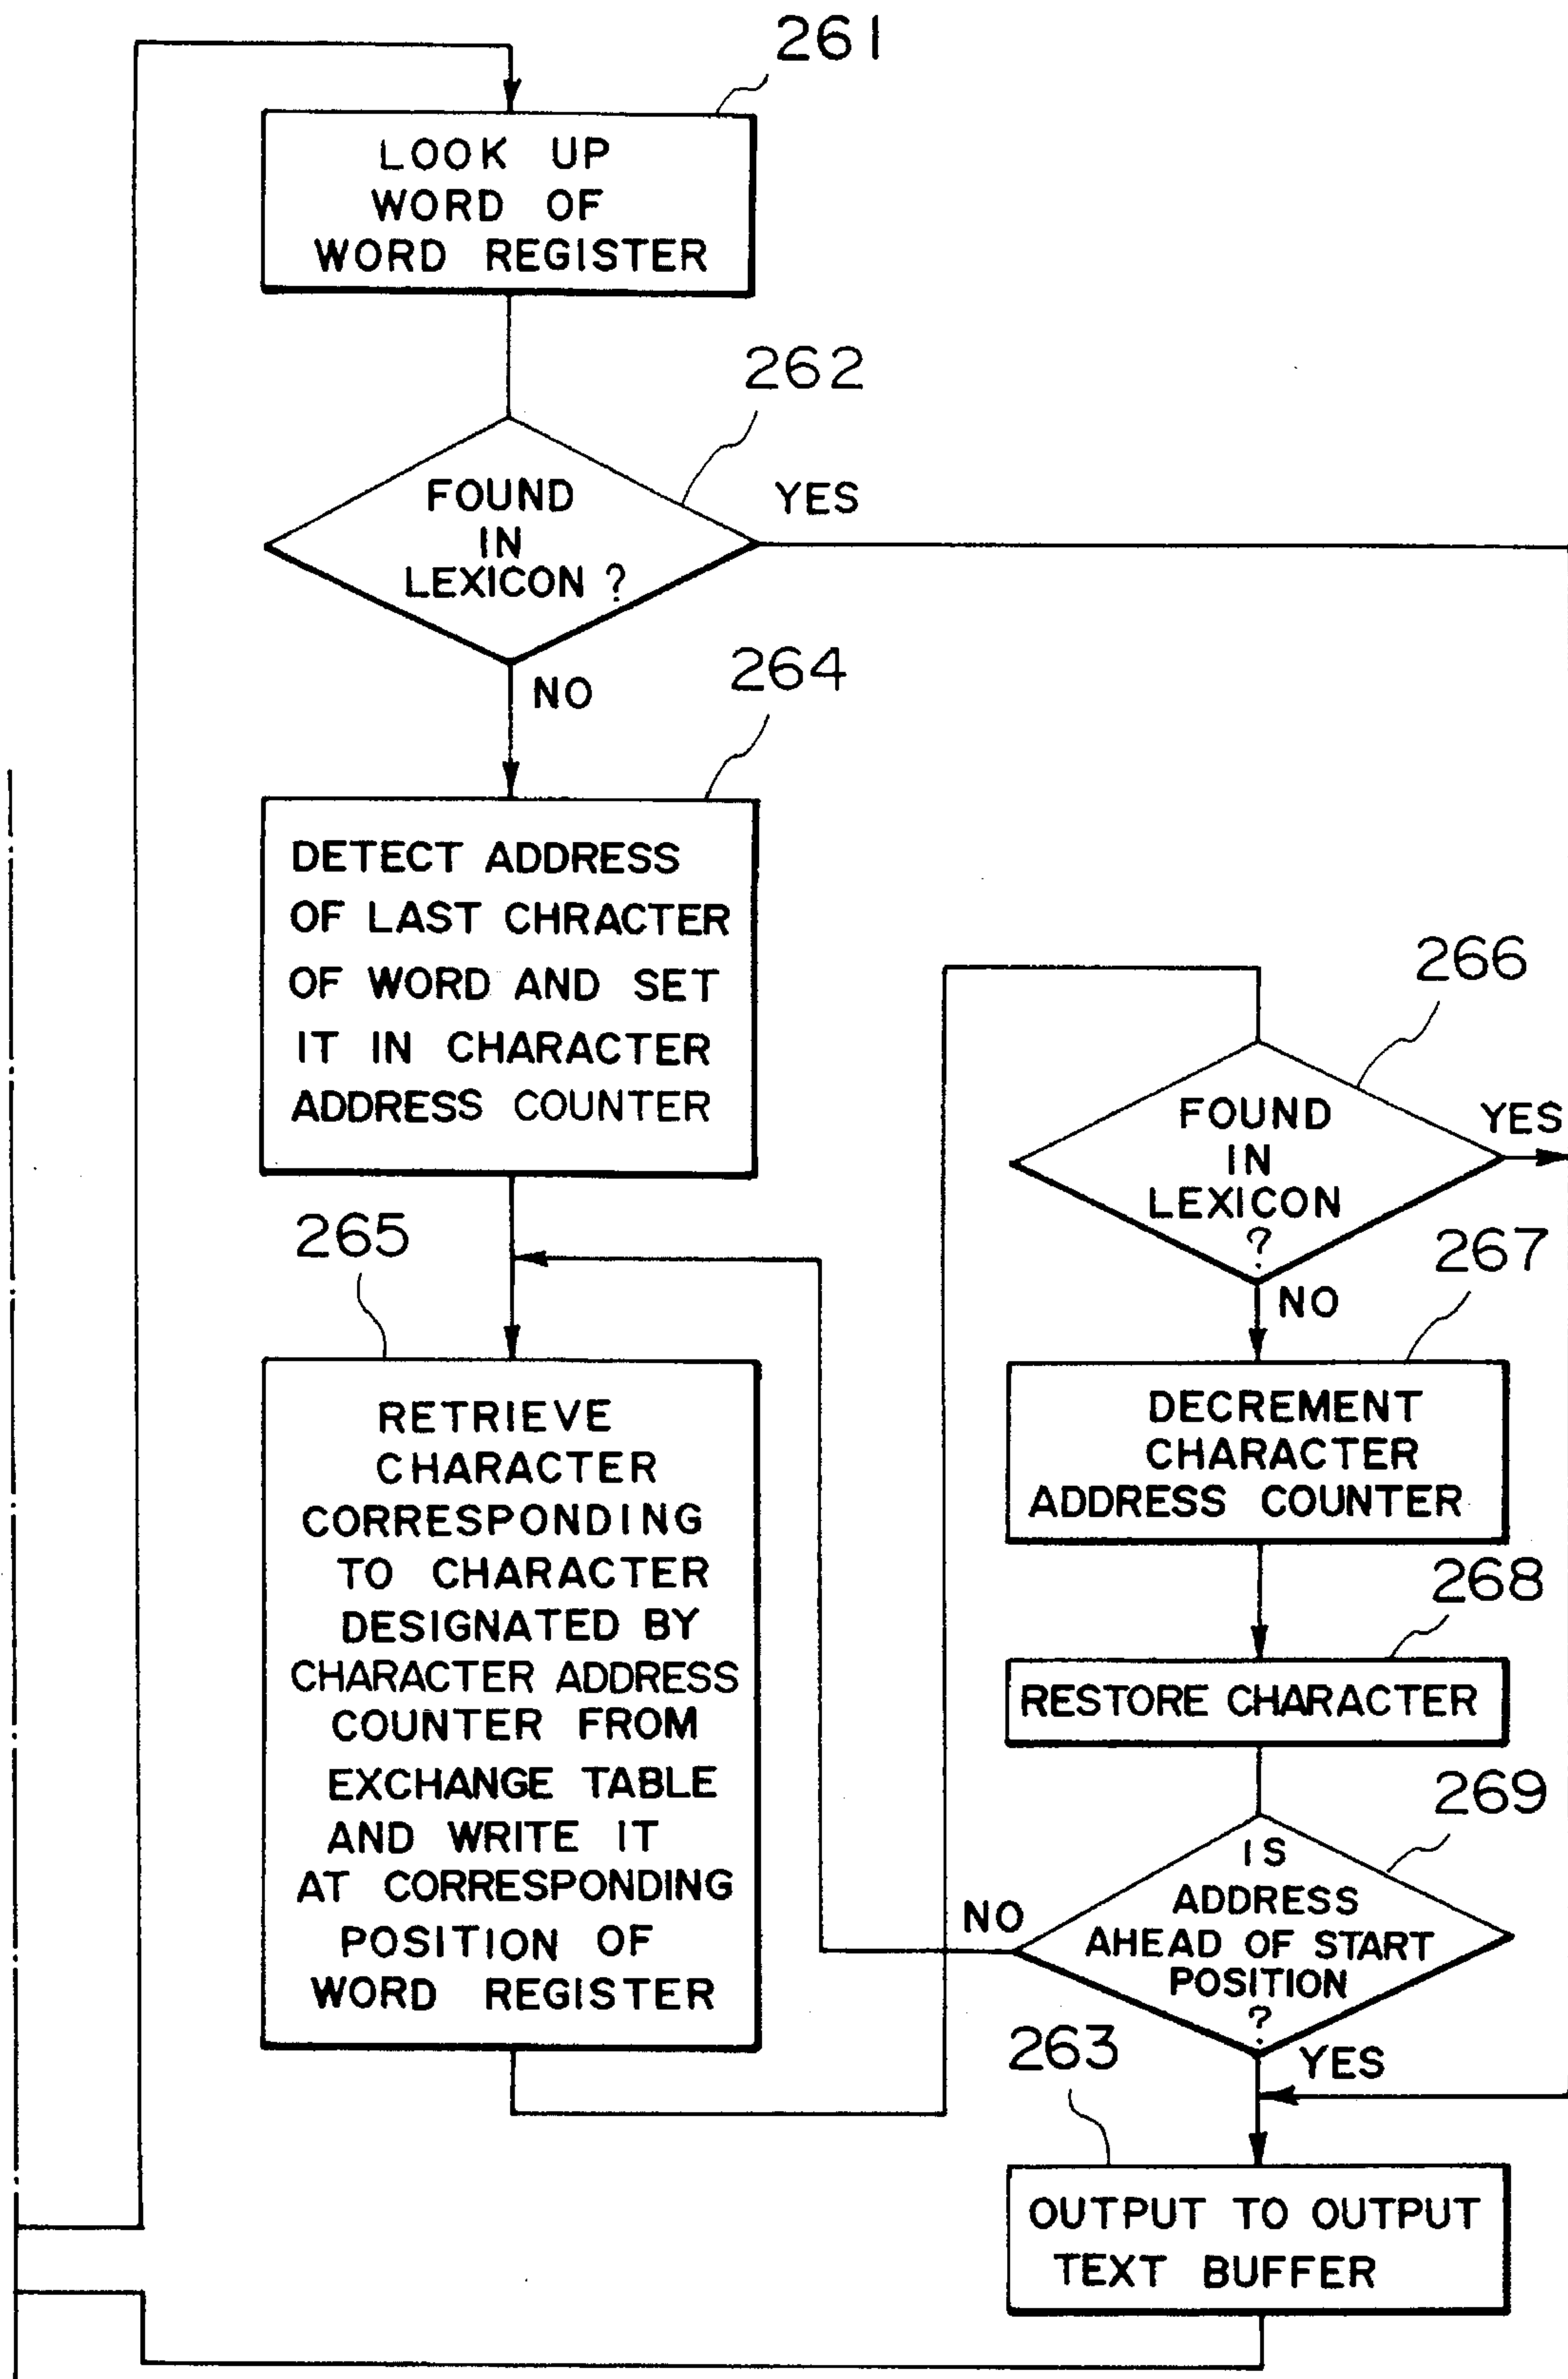 261
LOOK UP
WORD OF
WORD REGISTER
262
FOUND
IN
LEXICON ?
YES
NO
264
DETECT ADDRESS
OF LAST CHRACTER
OF WORD AND SET
IT IN CHARACTER
ADDRESS COUNTER
265
RETRIEVE
CHARACTER
CORRESPONDING
TO CHARACTER
DESIGNATED BY
CHARACTER ADDRESS
COUNTER FROM
EXCHANGE TABLE
AND WRITE IT
AT CORRESPONDING
POSITION OF
WORD REGISTER
266
FOUND
IN
LEXICON
?
YES
NO
267
DECREMENT
CHARACTER
ADDRESS COUNTER
268
RESTORE CHARACTER
269
IS
ADDRESS
AHEAD OF START
POSITION
?
NO
YES
263
OUTPUT TO OUTPUT
TEXT BUFFER